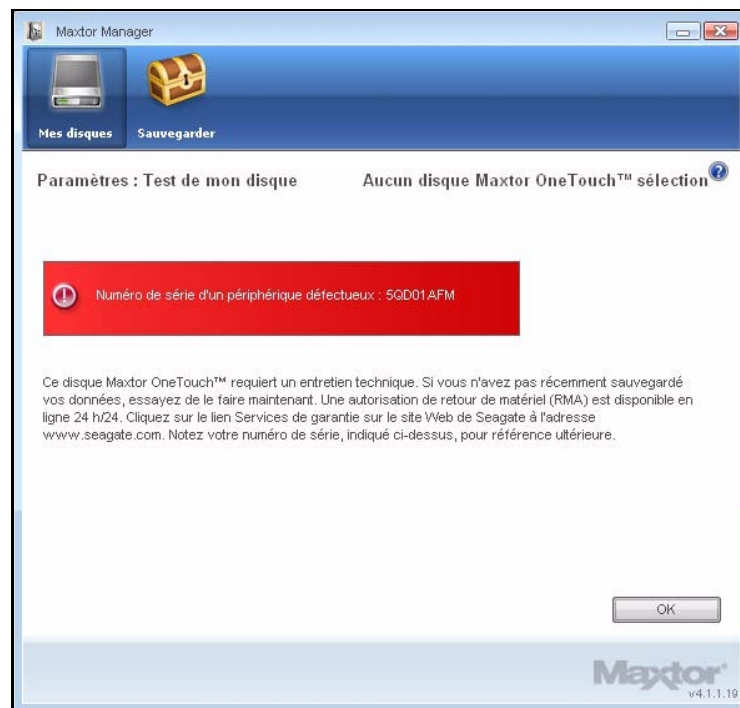 Maxtor Manager
Mes disques
Sauvegarder
Paramètres : Test de mon disque
Aucun disque Maxtor OneTouch™ sélection
Numéro de série d'un périphérique défectueux : 5QD01AFM
Ce disque Maxtor OneTouch™ requiert un entretien technique. Si vous n'avez pas récemment sauvegardé
vos données, essayez de le faire maintenant. Une autorisation de retour de matériel (RMA) est disponible en
ligne 24 h/24. Cliquez sur le lien Services de garantie sur le site Web de Seagate à l'adresse
www.seagate.com. Notez votre numéro de série, indiqué ci-dessus, pour référence ultérieure.
OK
Maxtor
v4.1.1.19